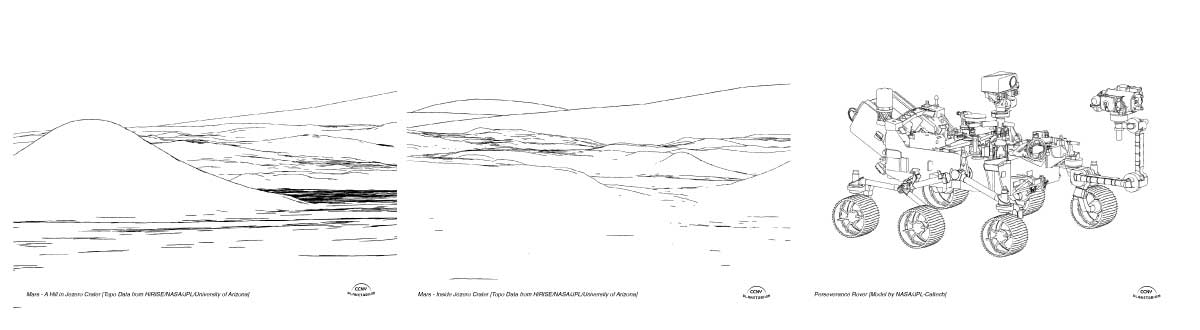 Mars - A Hill in Jezero Crater [Topo Data from HiRISE/NASA/JPL/University of Arizona]
CCNY
PLANETARIUM
Mars - Inside Jezero Crater [Topo Data from HiRISE/NASA/JPL/University of Arizona]
CCNY
PLANETARIUM
Perseverance Rover [Model by NASA/JPL-Caltech]
CCNY
PLANETARIUM